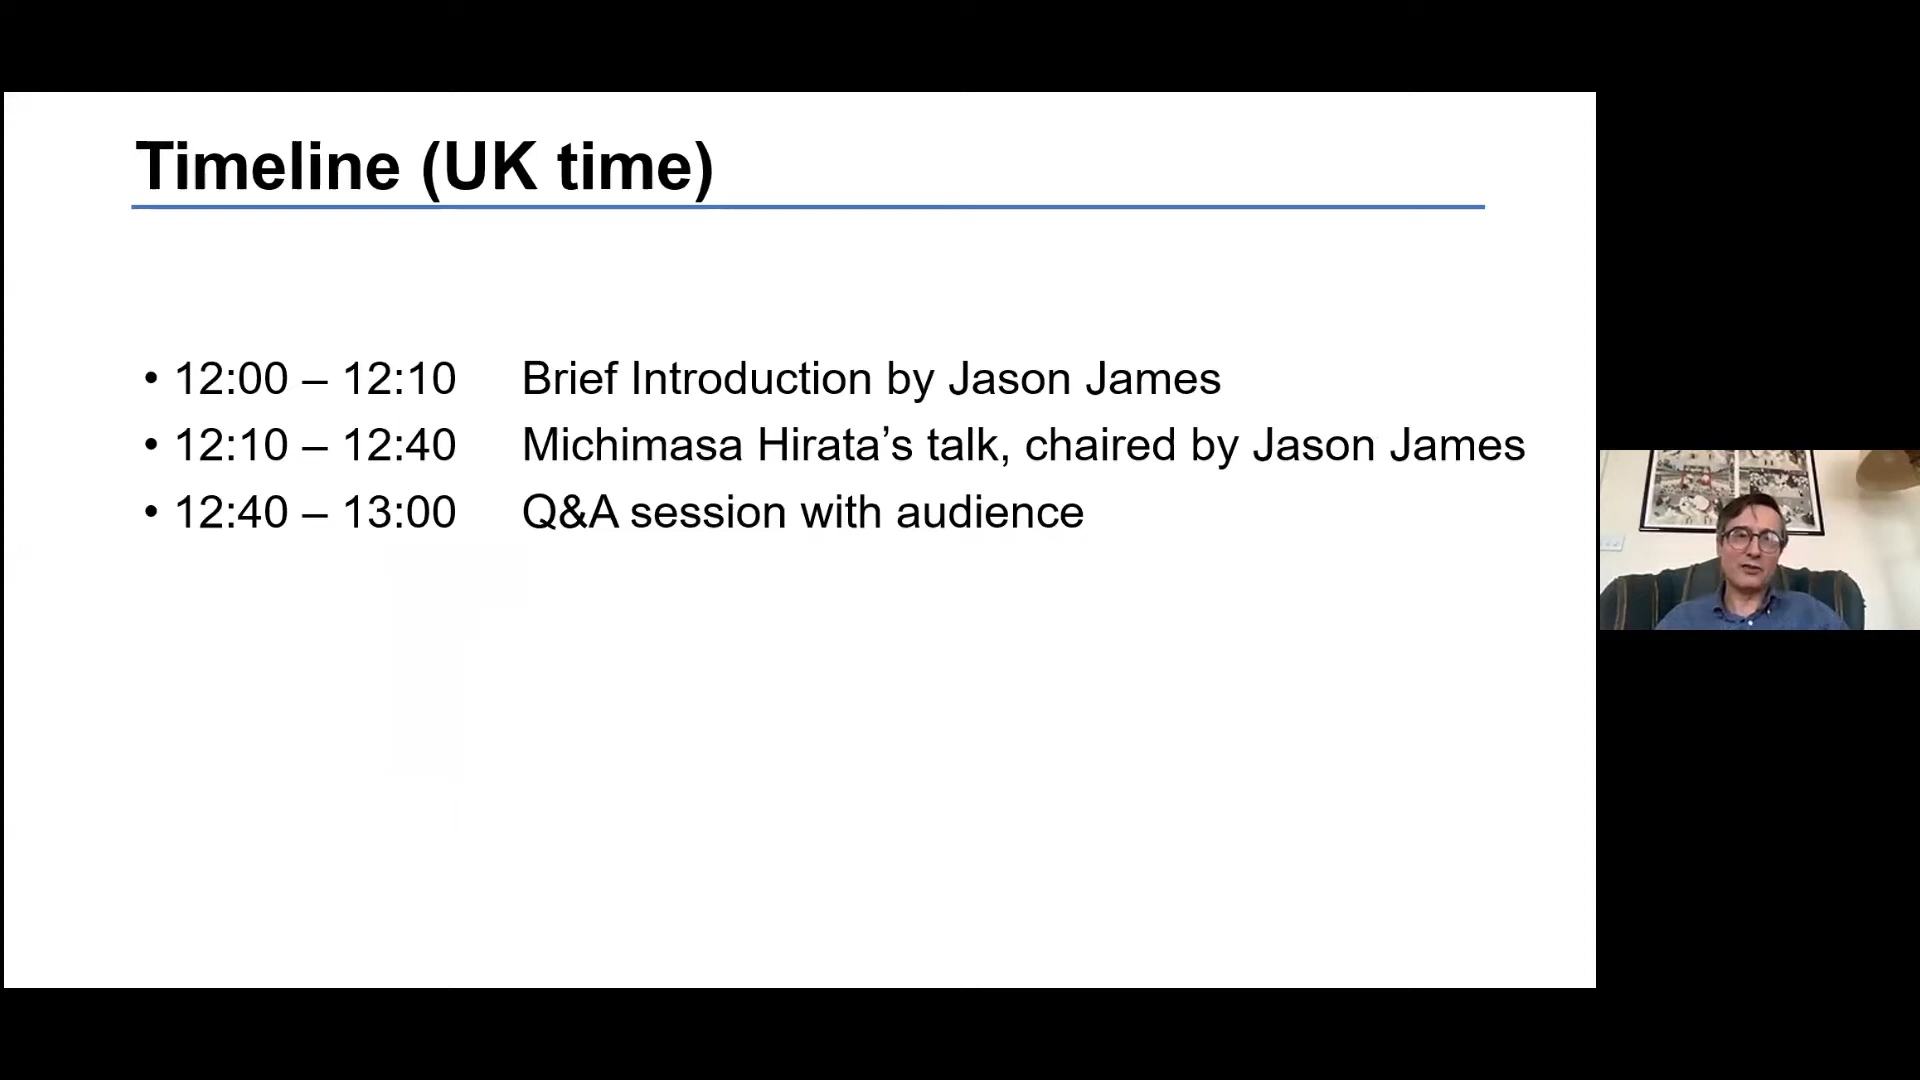 Timeline (UK time)
• 12:00 – 12:10 Brief Introduction by Jason James
• 12:10 – 12:40 Michimasa Hirata’s talk, chaired by Jason James
• 12:40 – 13:00 Q&A session with audience